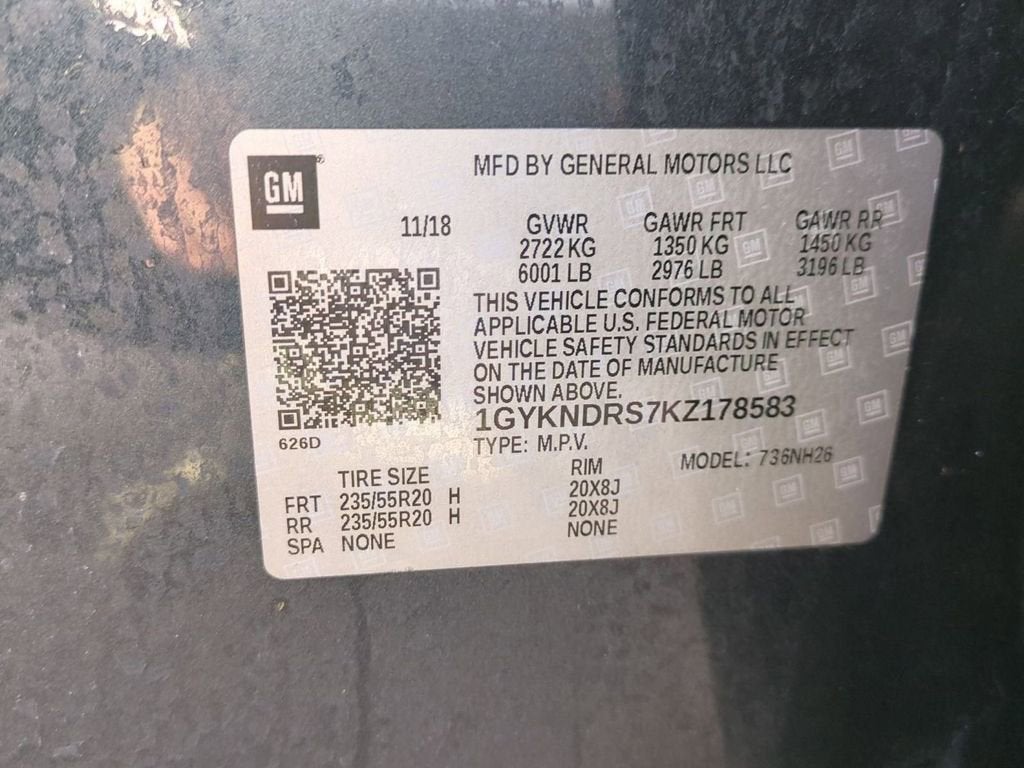 GM
MFD BY GENERAL MOTORS LLC
11/18
GVWR GAWR FRT GAWR RR
2722 KG 1350 KG 1450 KG
6001 LB 2976 LB 3196 LB
THIS VEHICLE CONFORMS TO ALL
APPLICABLE U.S. FEDERAL MOTOR
VEHICLE SAFETY STANDARDS IN EFFECT
ON THE DATE OF MANUFACTURE
SHOWN ABOVE.
1GYKNDRS7KZ178583
626D
TYPE: M.P.V. MODEL: 736NH26
TIRE SIZE RIM
FRT 235/55R20 H 20X8J
RR 235/55R20 H 20X8J
SPA NONE NONE